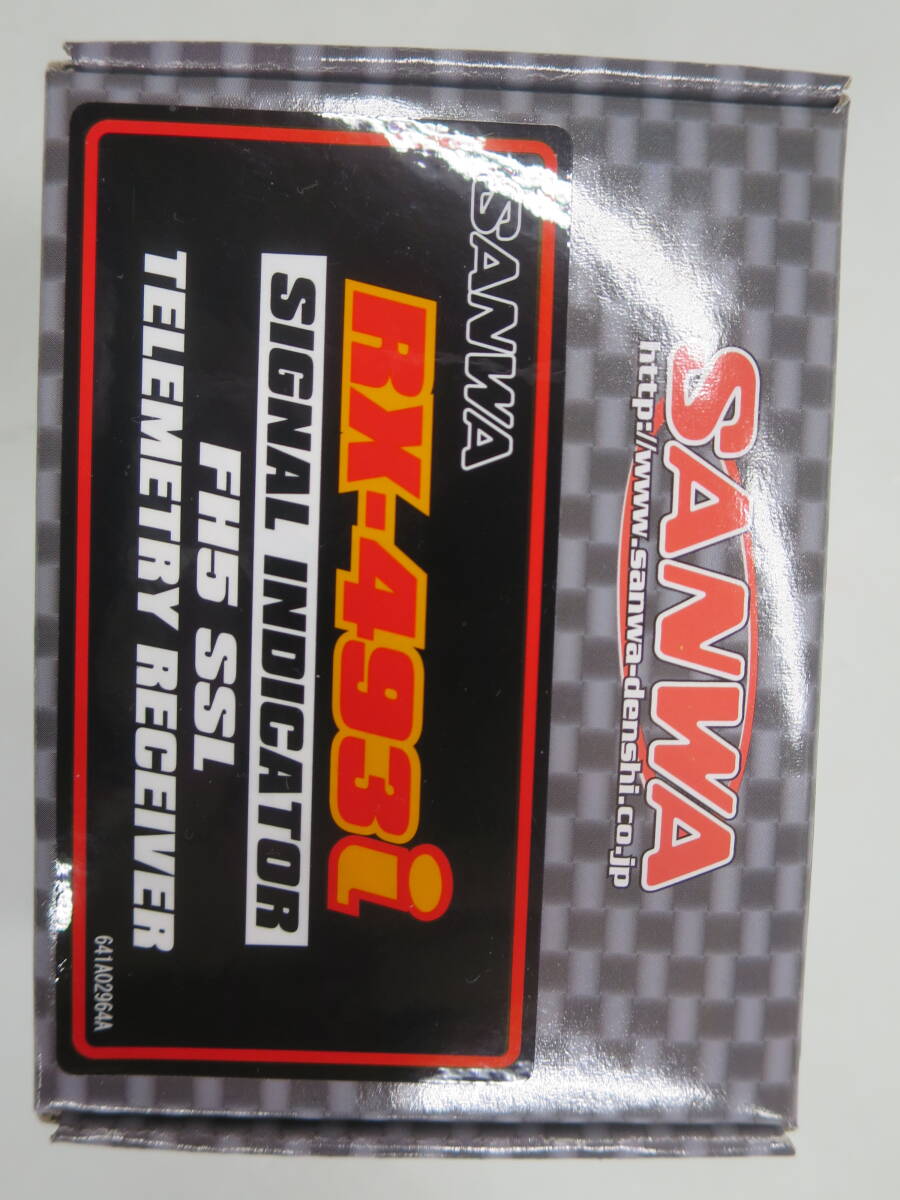 SANWA
http://www.sanwa-denshi.co.jp
SANWA
RX-493i
SIGNAL INDICATOR
FH5 SSL
TELEMETRY RECEIVER
641A02964A